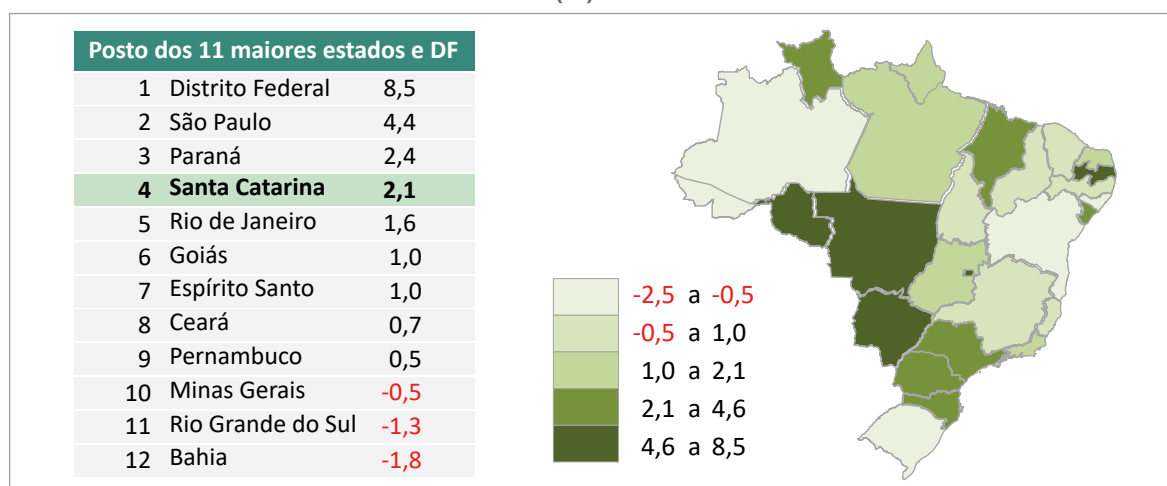 Posto dos 11 maiores estados e DF
1 Distrito Federal 8,5
2 São Paulo 4,4
3 Paraná 2,4
4 Santa Catarina 2,1
5 Rio de Janeiro 1,6
6 Goiás 1,0
7 Espírito Santo 1,0
8 Ceará 0,7
9 Pernambuco 0,5
10 Minas Gerais -0,5
11 Rio Grande do Sul -1,3
12 Bahia -1,8
-2,5 a -0,5
-0,5 a 1,0
1,0 a 2,1
2,1 a 4,6
4,6 a 8,5